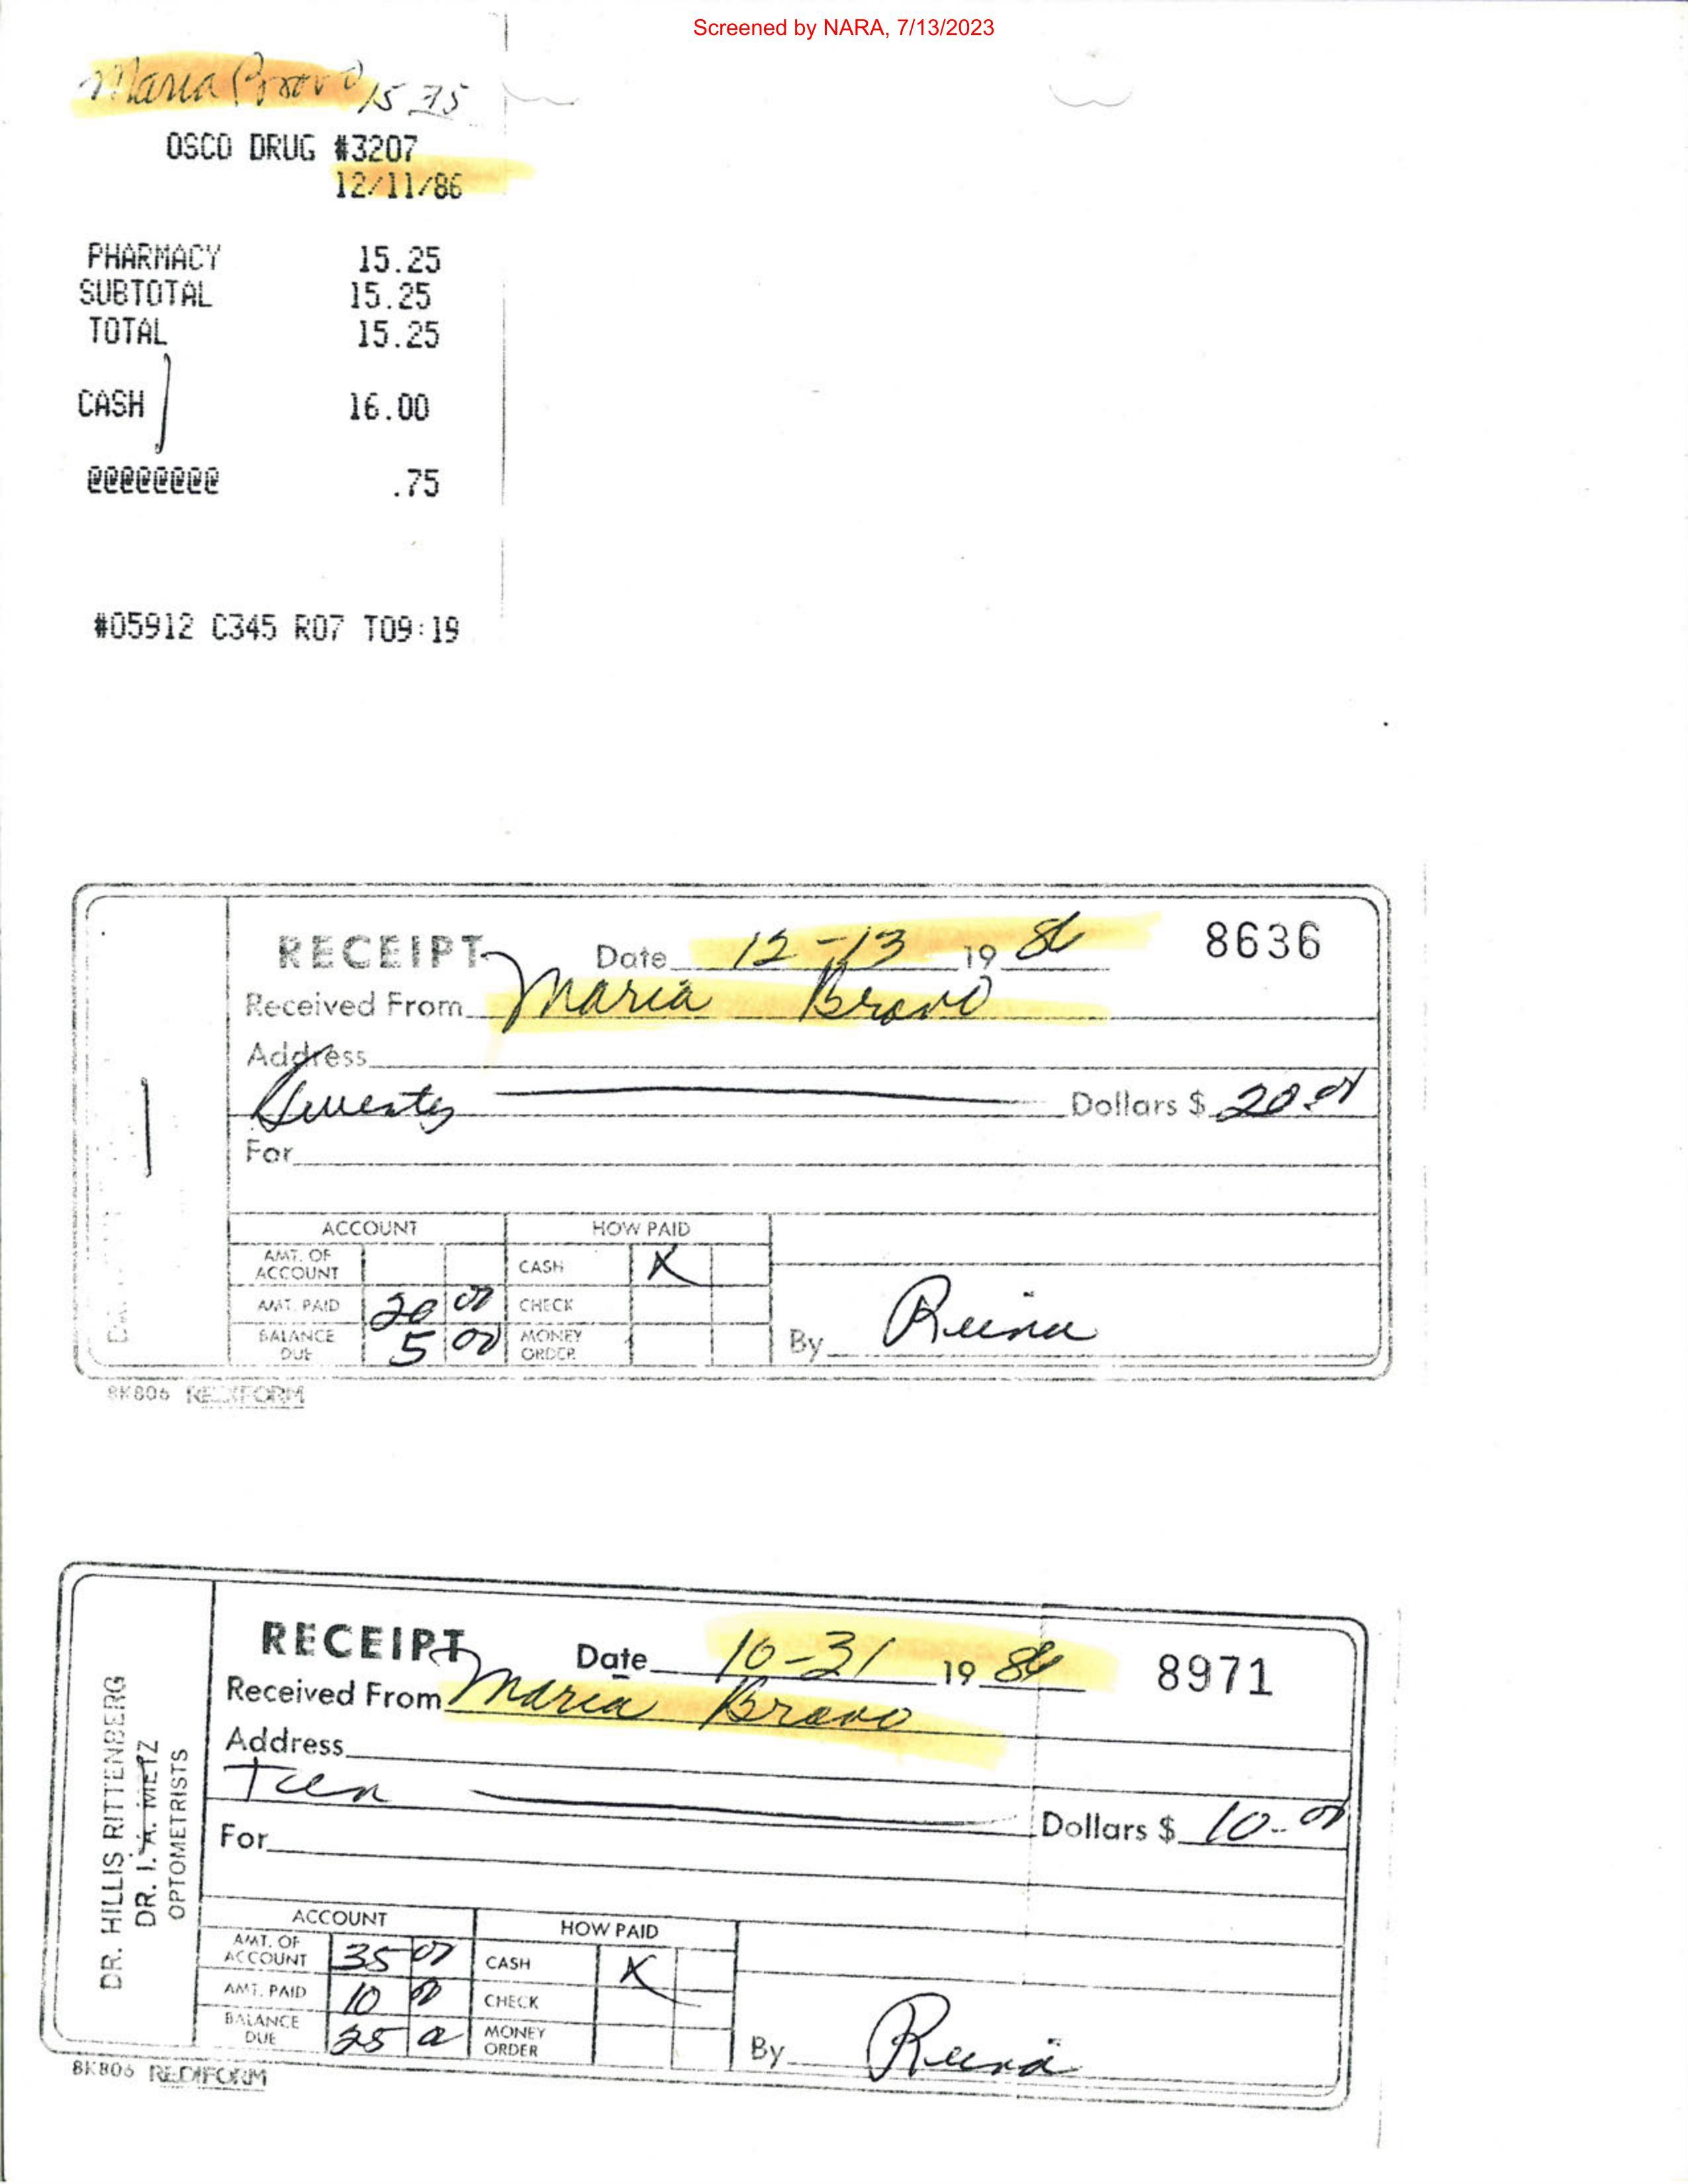 Screened by NARA, 7/13/2023
Maria Bravo 15 25
OSCO DRUG #3207
12/11/86
PHARMACY 15.25
SUBTOTAL 15.25
TOTAL 15.25
CASH 16.00
@@@@@@@@ .75
#05912 C345 R07 T09:19
RECEIPT Date 12-13 19 86 8636
Received From Maria Bravo
Address
Twenty Dollars $ 20.00
For
ACCOUNT HOW PAID
AMT. OF ACCOUNT CASH X
AMT. PAID 20 00 CHECK
BALANCE DUE 5 00 MONEY ORDER
By Reina
8K806 REDIFORM
DR. HILLIS RITTENBERG
DR. I. A. METZ
OPTOMETRISTS
RECEIPT Date 10-31 19 86 8971
Received From Maria Bravo
Address
Ten Dollars $ 10.00
For
ACCOUNT HOW PAID
AMT. OF ACCOUNT 35 00 CASH X
AMT. PAID 10 00 CHECK
BALANCE DUE 25 00 MONEY ORDER
By Reina
8K806 REDIFORM